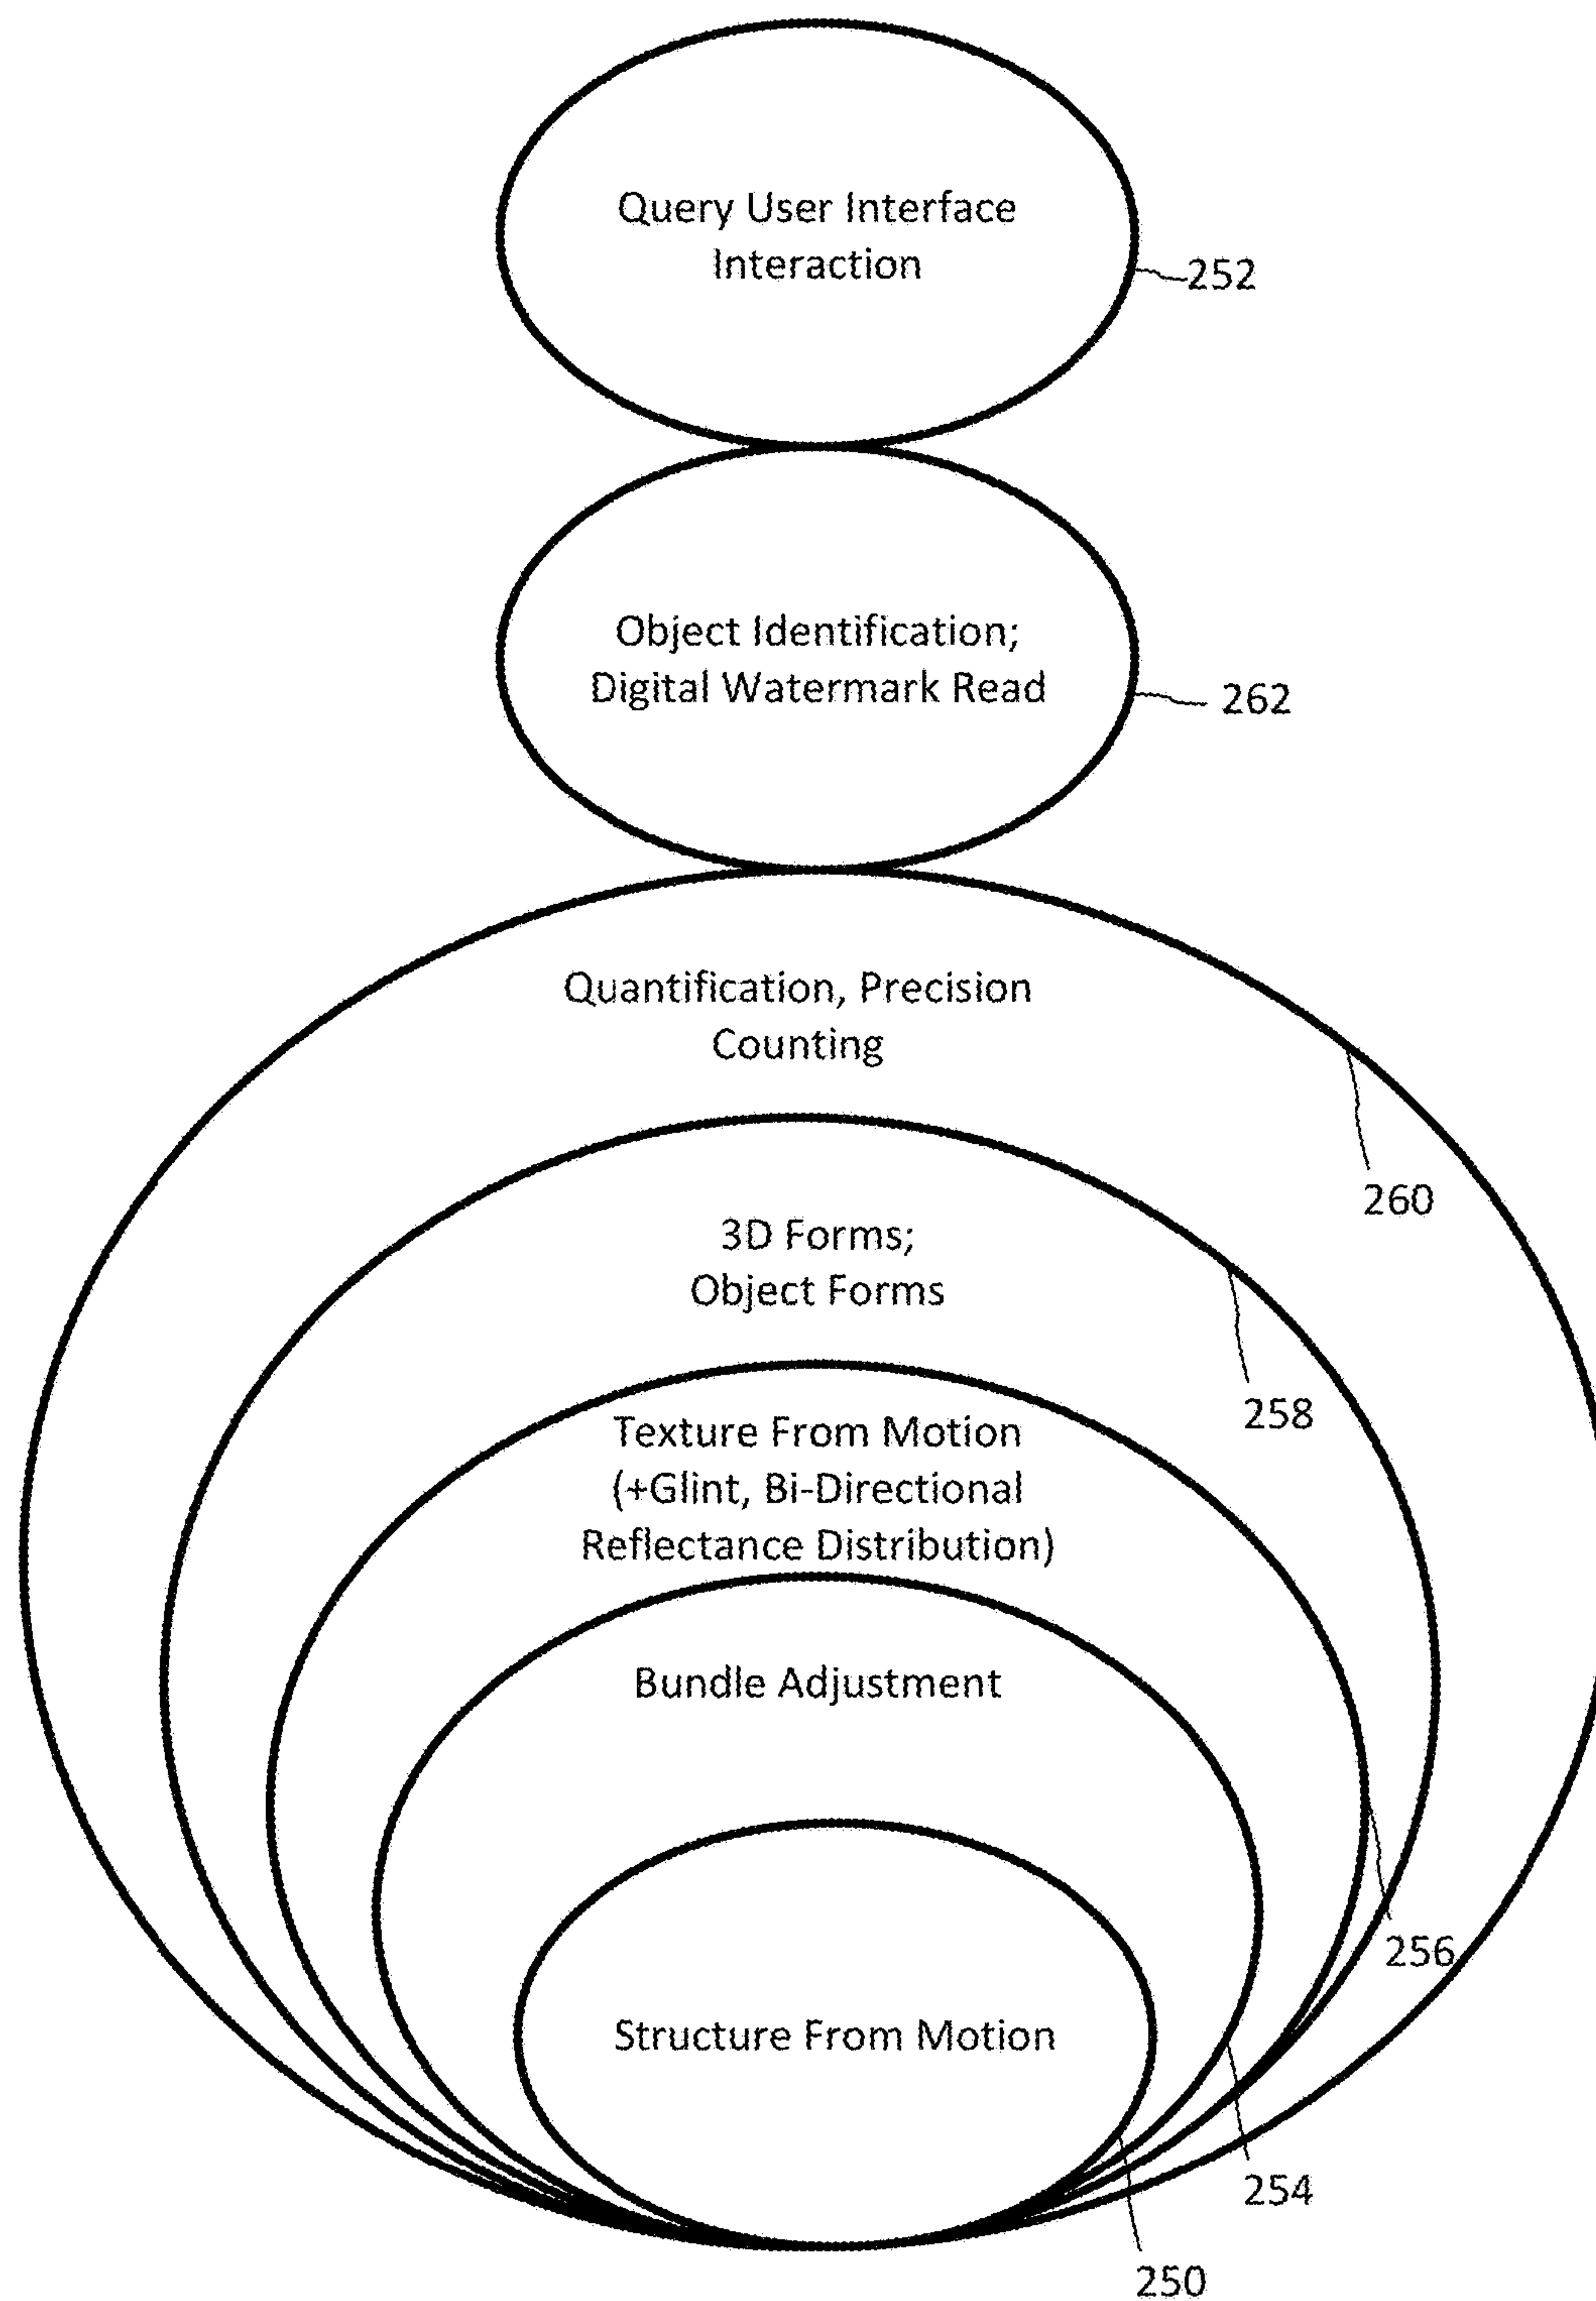 Query User Interface
Interaction
252
Object Identification;
Digital Watermark Read
262
Quantification, Precision
Counting
260
3D Forms;
Object Forms
258
Texture From Motion
(+Glint, Bi-Directional
Reflectance Distribution)
Bundle Adjustment
256
Structure From Motion
254
250